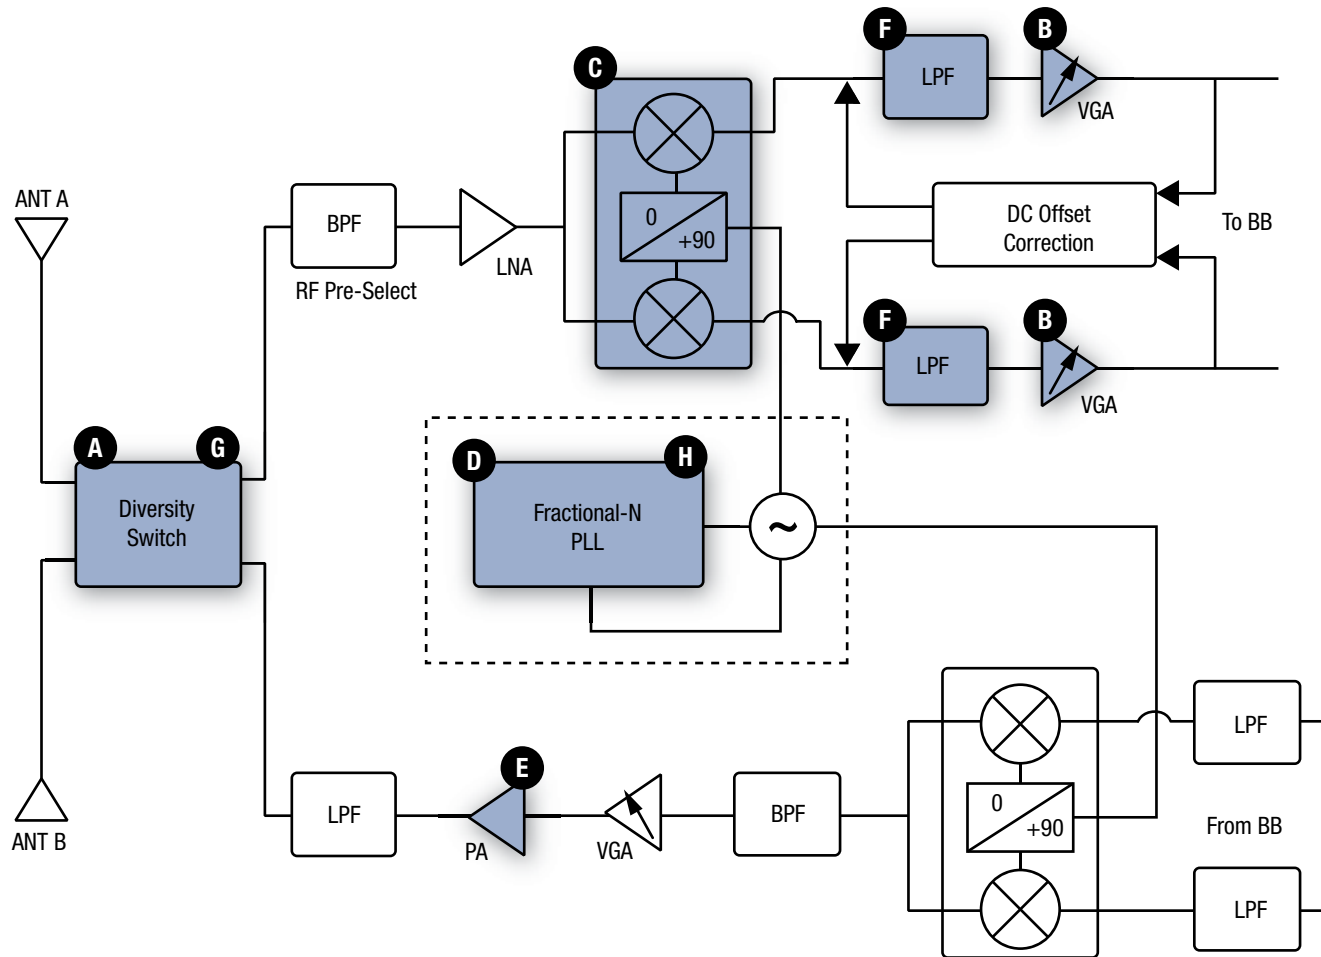 F
B
LPF
VGA
C
ANT A
BPF
RF Pre-Select
LNA
0
+90
DC Offset
Correction
To BB
F
B
LPF
VGA
A
G
Diversity
Switch
D
H
Fractional-N
PLL
~
E
LPF
PA
VGA
BPF
0
+90
LPF
From BB
LPF
ANT B